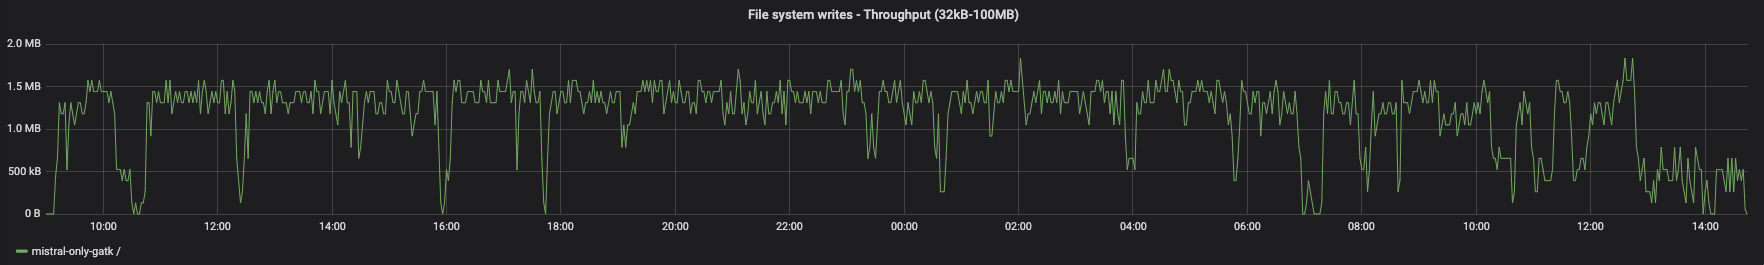 File system writes - Throughput (32kB-100MB)
2.0 MB
1.5 MB
1.0 MB
500 kB
0 B
10:00 12:00 14:00 16:00 18:00 20:00 22:00 00:00 02:00 04:00 06:00 08:00 10:00 12:00 14:00
mistral-only-gatk /